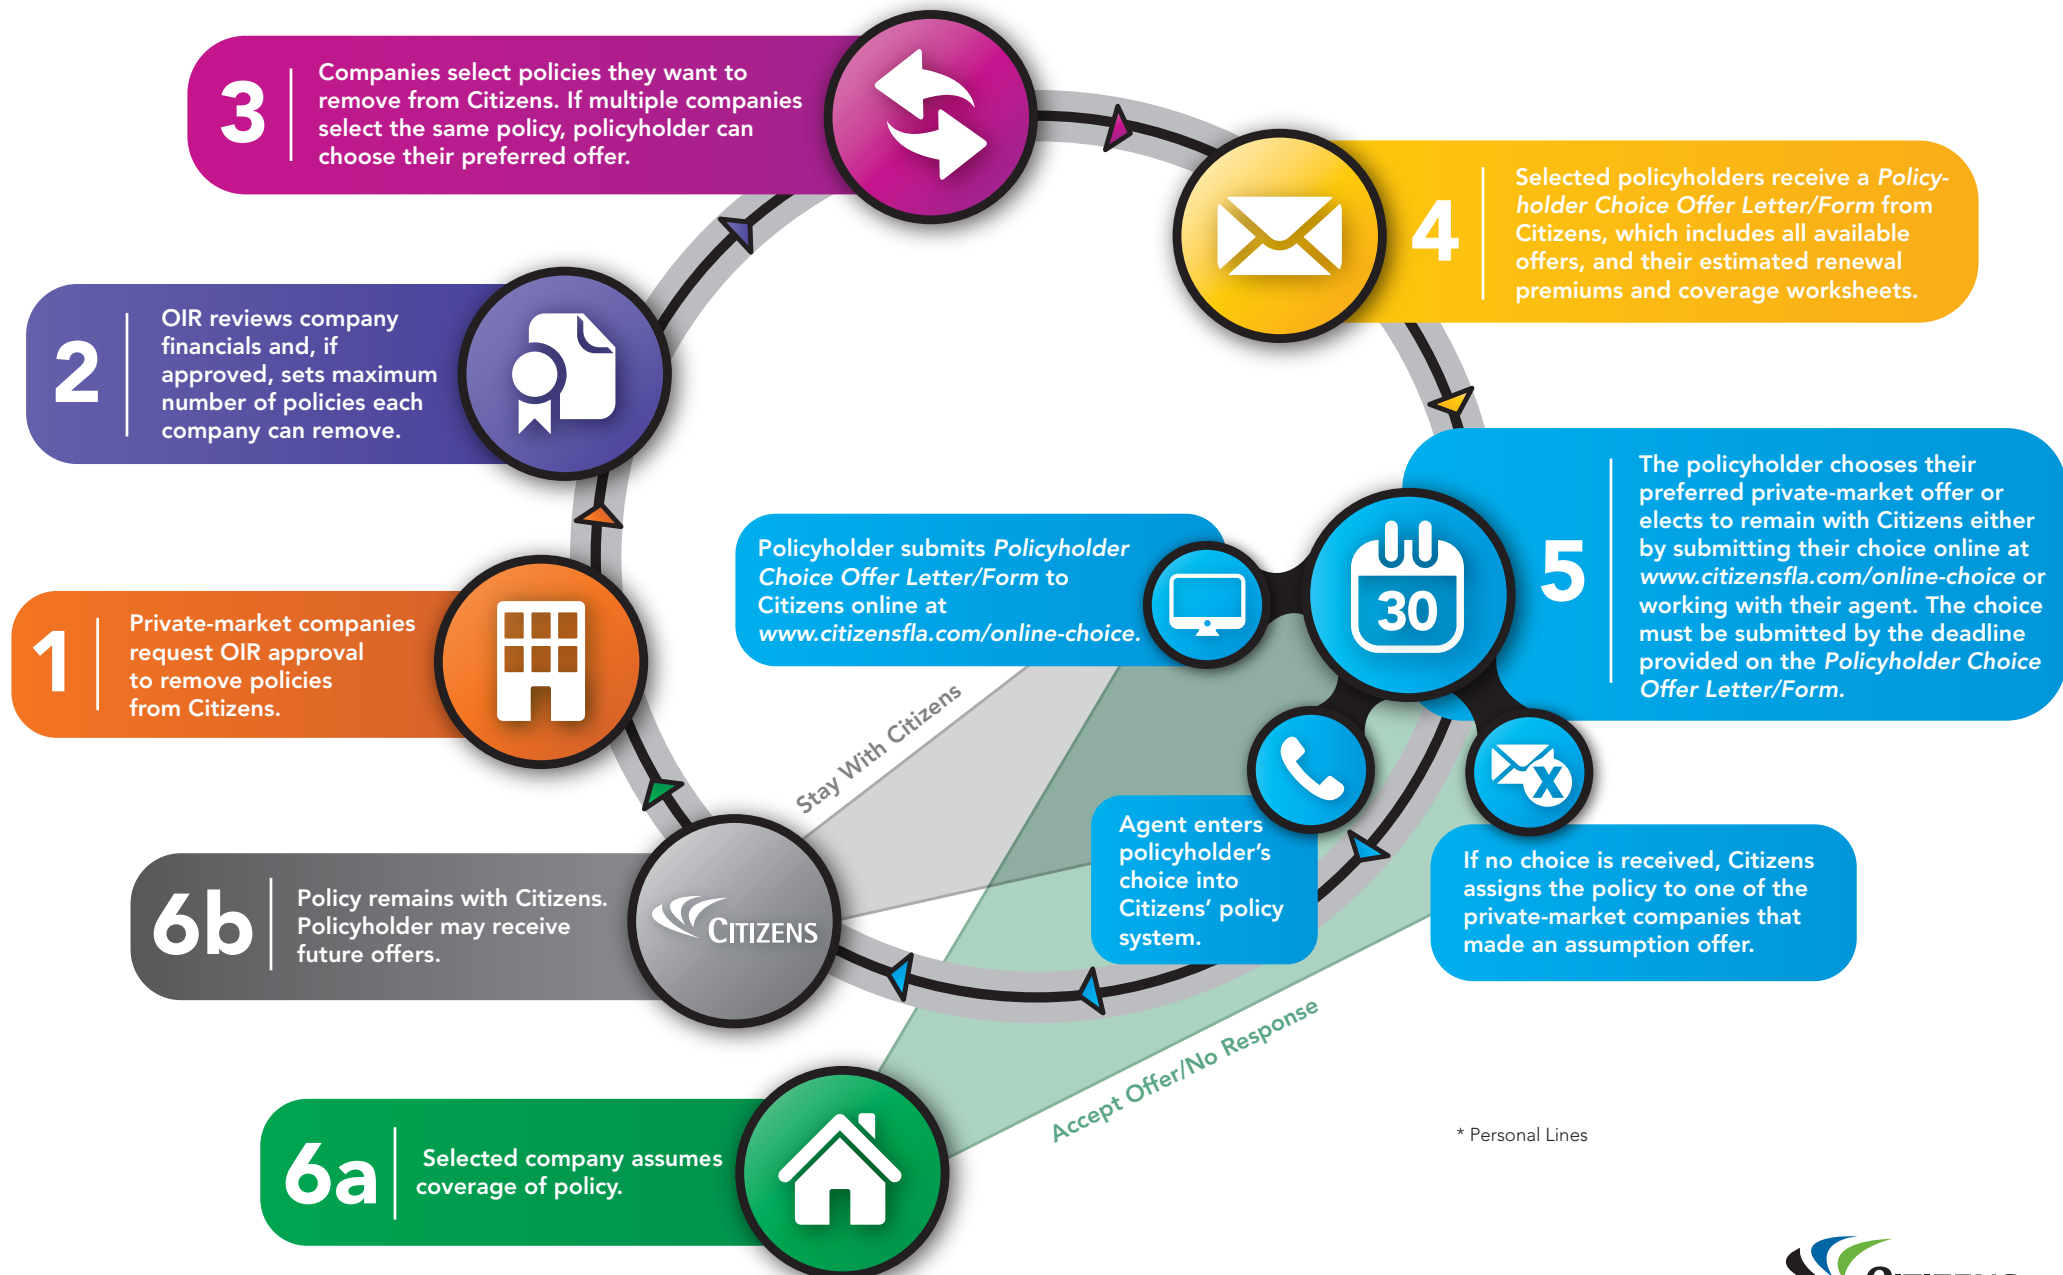 3
Companies select policies they want to
remove from Citizens. If multiple companies
select the same policy, policyholder can
choose their preferred offer.
4
Selected policyholders receive a Policy-
holder Choice Offer Letter/Form from
Citizens, which includes all available
offers, and their estimated renewal
premiums and coverage worksheets.
2
OIR reviews company
financials and, if
approved, sets maximum
number of policies each
company can remove.
5
The policyholder chooses their
preferred private-market offer or
elects to remain with Citizens either
by submitting their choice online at
www.citizensfla.com/online-choice or
working with their agent. The choice
must be submitted by the deadline
provided on the Policyholder Choice
Offer Letter/Form.
30
Policyholder submits Policyholder
Choice Offer Letter/Form to
Citizens online at
www.citizensfla.com/online-choice.
1
Private-market companies
request OIR approval
to remove policies
from Citizens.
Stay With Citizens
X
Agent enters
policyholder's
choice into
Citizens' policy
system.
If no choice is received, Citizens
assigns the policy to one of the
private-market companies that
made an assumption offer.
6b
Policy remains with Citizens.
Policyholder may receive
future offers.
CITIZENS
Accept Offer/No Response
6a
Selected company assumes
coverage of policy.
* Personal Lines
CITIZENS